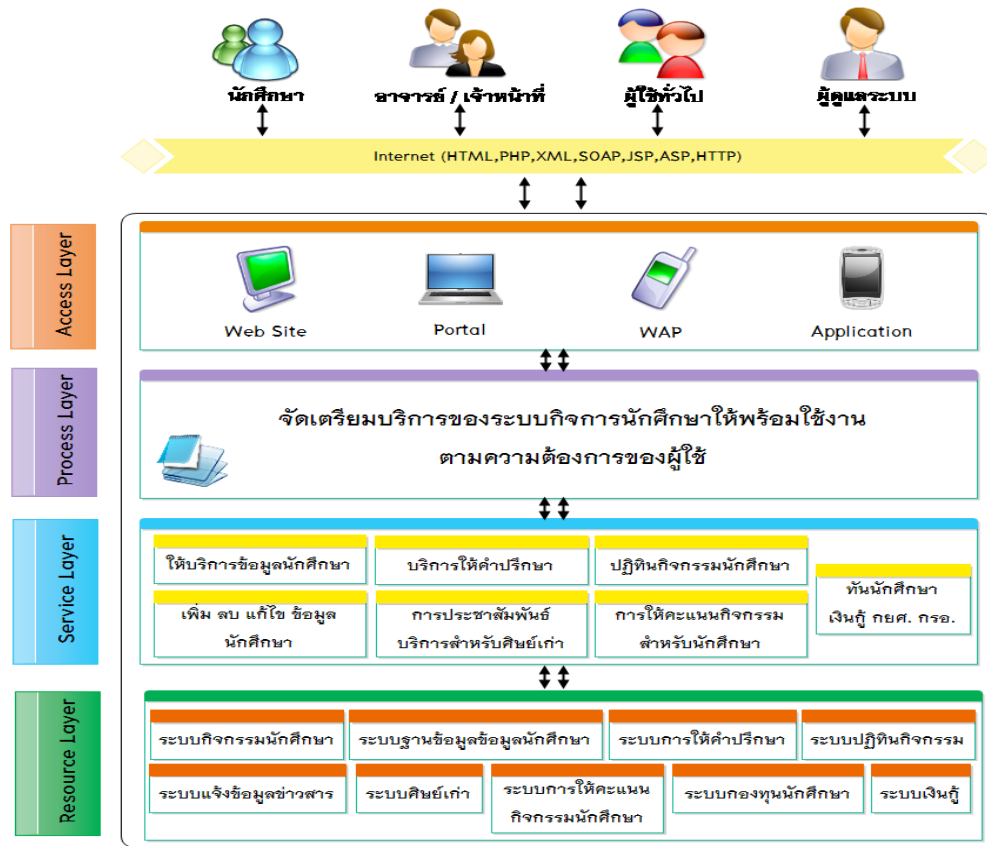 นักศึกษา
อาจารย์ / เจ้าหน้าที่
ผู้ใช้ทั่วไป
ผู้ดูแลระบบ
Internet (HTML,PHP,XML,SOAP,JSP,ASP,HTTP)
Access Layer
Web Site
Portal
WAP
Application
Process Layer
จัดเตรียมบริการของระบบกิจการนักศึกษาให้พร้อมใช้งาน
ตามความต้องการของผู้ใช้
Service Layer
ให้บริการข้อมูลนักศึกษา
บริการให้คำปรึกษา
ปฏิทินกิจกรรมนักศึกษา
ทันนักศึกษา
เงินกู้ กยศ. กรอ.
เพิ่ม ลบ แก้ไข ข้อมูล
นักศึกษา
การประชาสัมพันธ์
บริการสำหรับศิษย์เก่า
การให้คะแนนกิจกรรม
สำหรับนักศึกษา
Resource Layer
ระบบกิจกรรมนักศึกษา
ระบบฐานข้อมูลข้อมูลนักศึกษา
ระบบการให้คำปรึกษา
ระบบปฏิทินกิจกรรม
ระบบแจ้งข้อมูลข่าวสาร
ระบบศิษย์เก่า
ระบบการให้คะแนน
กิจกรรมนักศึกษา
ระบบกองทุนนักศึกษา
ระบบเงินกู้